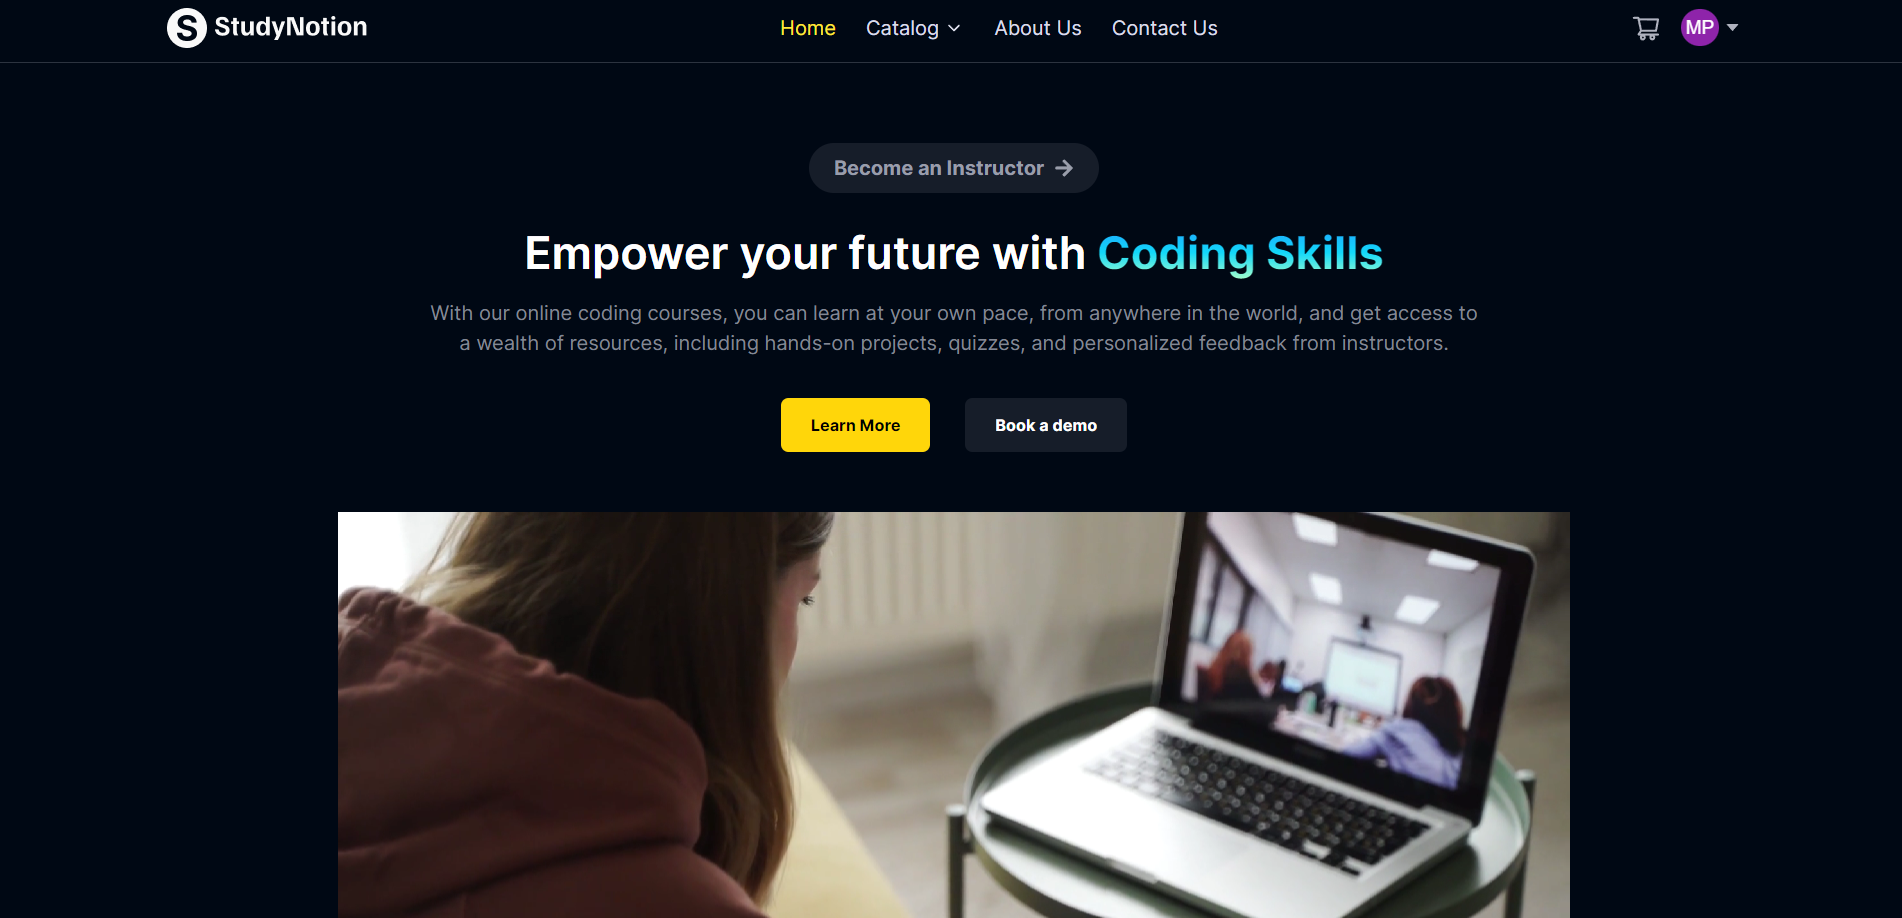 S StudyNotion
Home Catalog About Us Contact Us
MP
Become an Instructor →
Empower your future with Coding Skills
With our online coding courses, you can learn at your own pace, from anywhere in the world, and get access to
a wealth of resources, including hands-on projects, quizzes, and personalized feedback from instructors.
Learn More
Book a demo